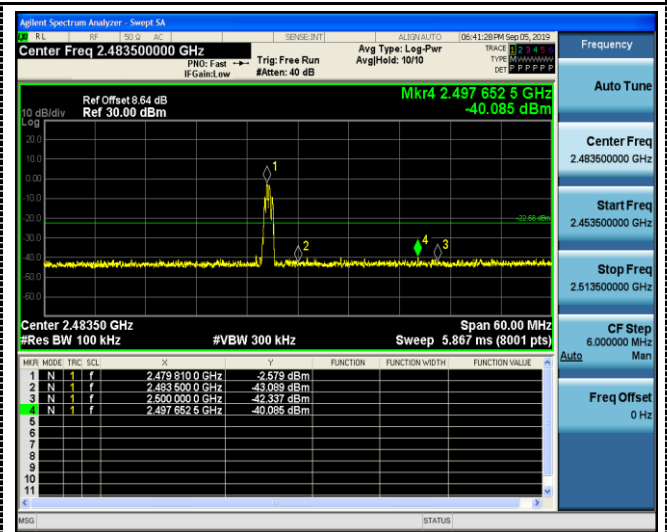 Agilent Spectrum Analyzer - Swept SA
RL RF 50 Ω AC SENSE:INT ALIGN AUTO 06:41:28 PM Sep 05, 2019
Center Freq 2.483500000 GHz
PNO: Fast Trig: Free Run
IFGain:Low #Atten: 40 dB
Avg Type: Log-Pwr
Avg|Hold: 10/10
TRACE 1 2 3 4 5 6
TYPE M
DET P P P P P P
Ref Offset 8.64 dB
10 dB/div Ref 30.00 dBm
Log
Mkr4 2.497 652 5 GHz
-40.085 dBm
20.0
10.0
0.00
-10.0
-20.0
-30.0
-40.0
-50.0
-60.0
1
2
4
3
-22.58 dBm
Center 2.48350 GHz Span 60.00 MHz
#Res BW 100 kHz #VBW 300 kHz Sweep 5.867 ms (8001 pts)
MKR MODE TRC SCL X Y FUNCTION FUNCTION WIDTH FUNCTION VALUE
1 N 1 f 2.479 810 0 GHz -2.579 dBm
2 N 1 f 2.483 500 0 GHz -43.089 dBm
3 N 1 f 2.500 000 0 GHz -42.337 dBm
4 N 1 f 2.497 652 5 GHz -40.085 dBm
5
6
7
8
9
10
11
MSG STATUS
Frequency
Auto Tune
Center Freq
2.483500000 GHz
Start Freq
2.453500000 GHz
Stop Freq
2.513500000 GHz
CF Step
6.000000 MHz
Auto Man
Freq Offset
0 Hz